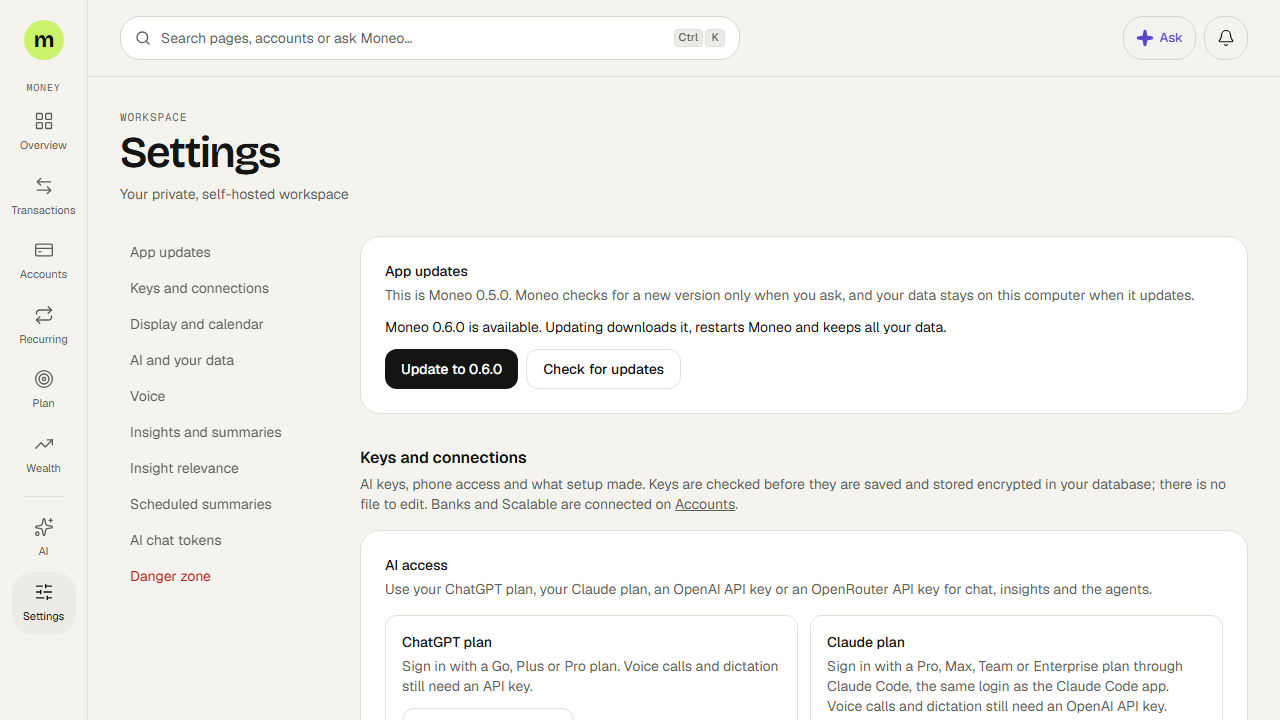 m
Search pages, accounts or ask Moneo...
Ctrl K
Ask
MONEY
Overview
Transactions
Accounts
Recurring
Plan
Wealth
AI
Settings
WORKSPACE
Settings
Your private, self-hosted workspace
App updates
Keys and connections
Display and calendar
AI and your data
Voice
Insights and summaries
Insight relevance
Scheduled summaries
AI chat tokens
Danger zone
App updates
This is Moneo 0.5.0. Moneo checks for a new version only when you ask, and your data stays on this computer when it updates.
Moneo 0.6.0 is available. Updating downloads it, restarts Moneo and keeps all your data.
Update to 0.6.0
Check for updates
Keys and connections
AI keys, phone access and what setup made. Keys are checked before they are saved and stored encrypted in your database; there is no
file to edit. Banks and Scalable are connected on Accounts.
AI access
Use your ChatGPT plan, your Claude plan, an OpenAI API key or an OpenRouter API key for chat, insights and the agents.
ChatGPT plan
Sign in with a Go, Plus or Pro plan. Voice calls and dictation
still need an API key.
Claude plan
Sign in with a Pro, Max, Team or Enterprise plan through
Claude Code, the same login as the Claude Code app.
Voice calls and dictation still need an OpenAI API key.